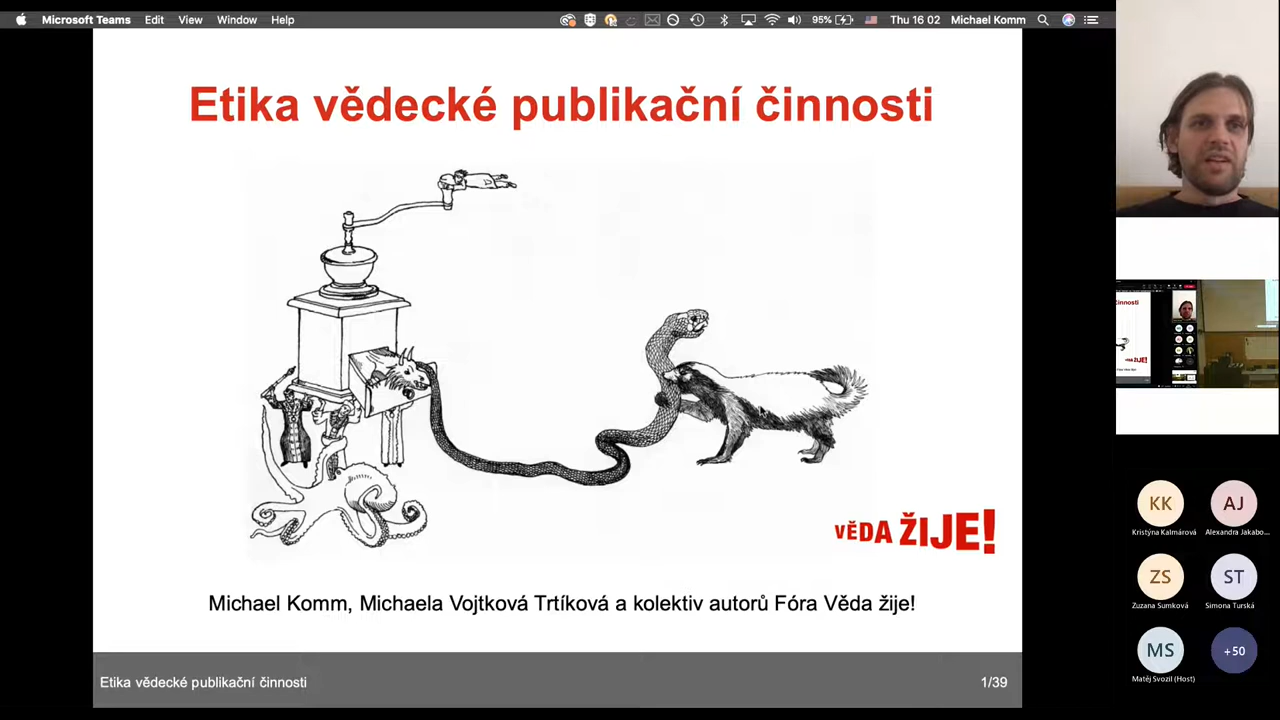 Microsoft Teams Edit View Window Help 95% Thu 16 02 Michael Komm
Etika vědecké publikační činnosti
VĚDA ŽIJE!
Michael Komm, Michaela Vojtková Trtíková a kolektiv autorů Fóra Věda žije!
Etika vědecké publikační činnosti 1/39
KK AJ
Kristýna Kalmárová Alexandra Jakabo...
ZS ST
Zuzana Sumková Simona Turská
MS +50
Matěj Svozil (Host)